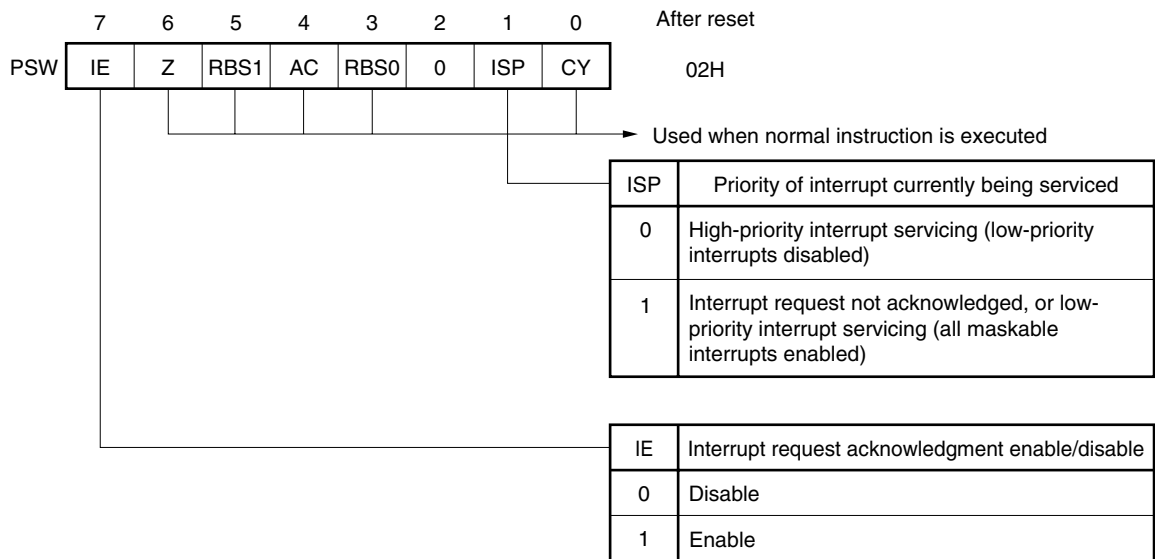 7 6 5 4 3 2 1 0 After reset
PSW IE Z RBS1 AC RBS0 0 ISP CY 02H
Used when normal instruction is executed
ISP Priority of interrupt currently being serviced
0 High-priority interrupt servicing (low-priority
interrupts disabled)
1 Interrupt request not acknowledged, or low-
priority interrupt servicing (all maskable
interrupts enabled)
IE Interrupt request acknowledgment enable/disable
0 Disable
1 Enable